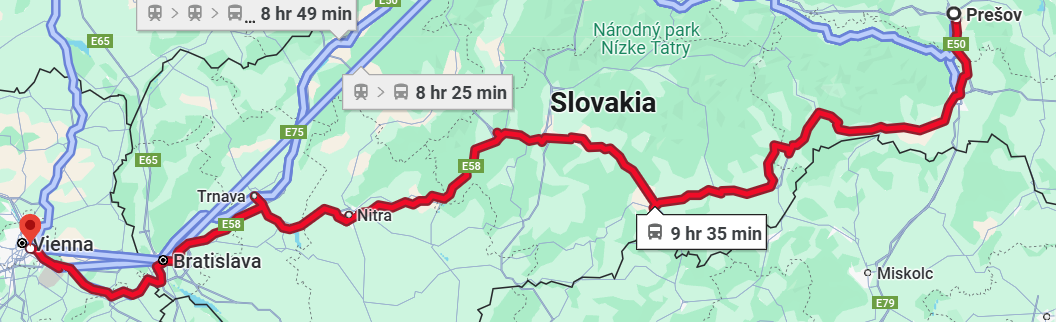 ... 8 hr 49 min
E50
Prešov
E65
Národný park
Nízke Tatry
E50
8 hr 25 min
Slovakia
E75
E65
E58
Trnava
Nitra
E58
9 hr 35 min
Vienna
Bratislava
Miskolc
E79